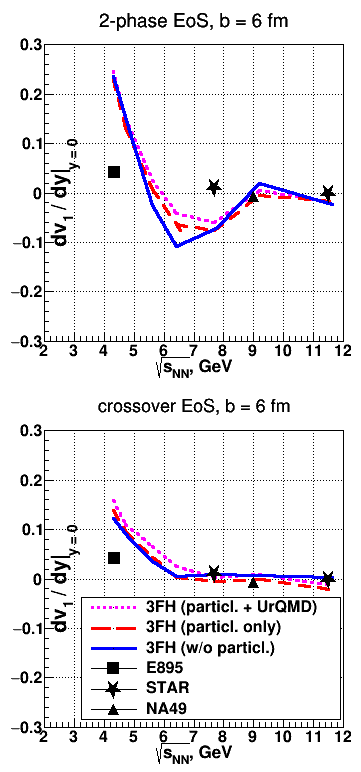 2-phase EoS, b = 6 fm
0.3
0.2
0.1
0
−0.1
−0.2
−0.3
dv₁ / dy|y = 0
2 3 4 5 6 7 8 9 10 11 12
√sNN, GeV
crossover EoS, b = 6 fm
0.3
0.2
0.1
0
−0.1
−0.2
−0.3
dv₁ / dy|y = 0
3FH (particl. + UrQMD)
3FH (particl. only)
3FH (w/o particl.)
E895
STAR
NA49
2 3 4 5 6 7 8 9 10 11 12
√sNN, GeV